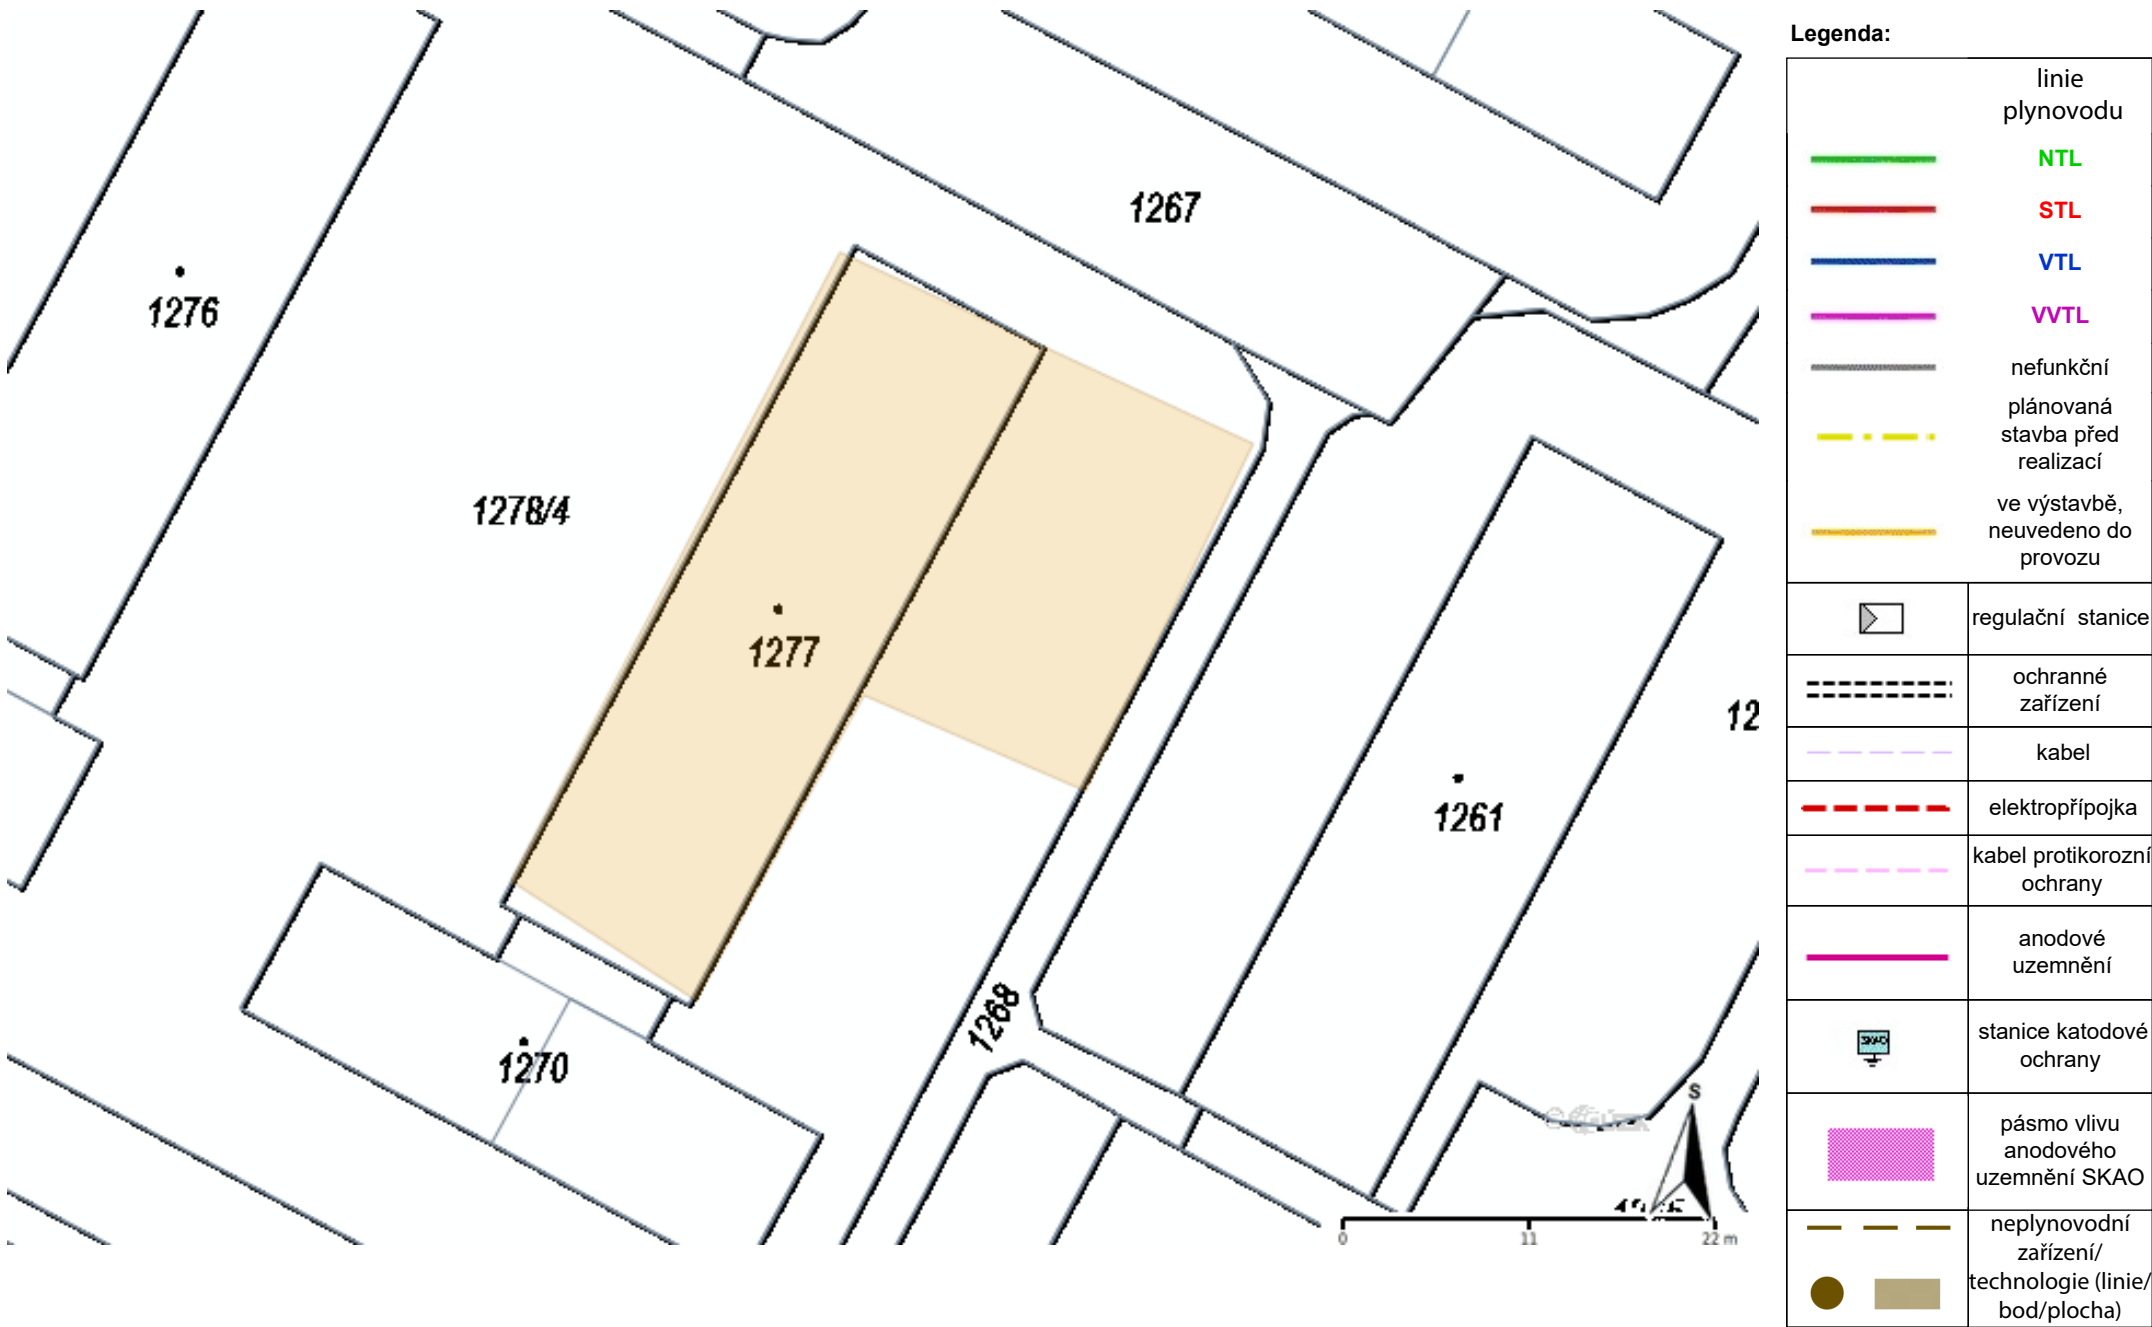 Legenda:
linie
plynovodu
NTL
STL
VTL
VVTL
nefunkční
plánovaná
stavba před
realizací
ve výstavbě,
neuvedeno do
provozu
regulační stanice
ochranné
zařízení
kabel
elektropřípojka
kabel protikorozní
ochrany
anodové
uzemnění
SKAO
stanice katodové
ochrany
pásmo vlivu
anodového
uzemnění SKAO
neplynovodní
zařízení/
technologie (linie/
bod/plocha)
1267
1276
1278/4
1277
12
1261
1268
1270
S
0 11 22 m